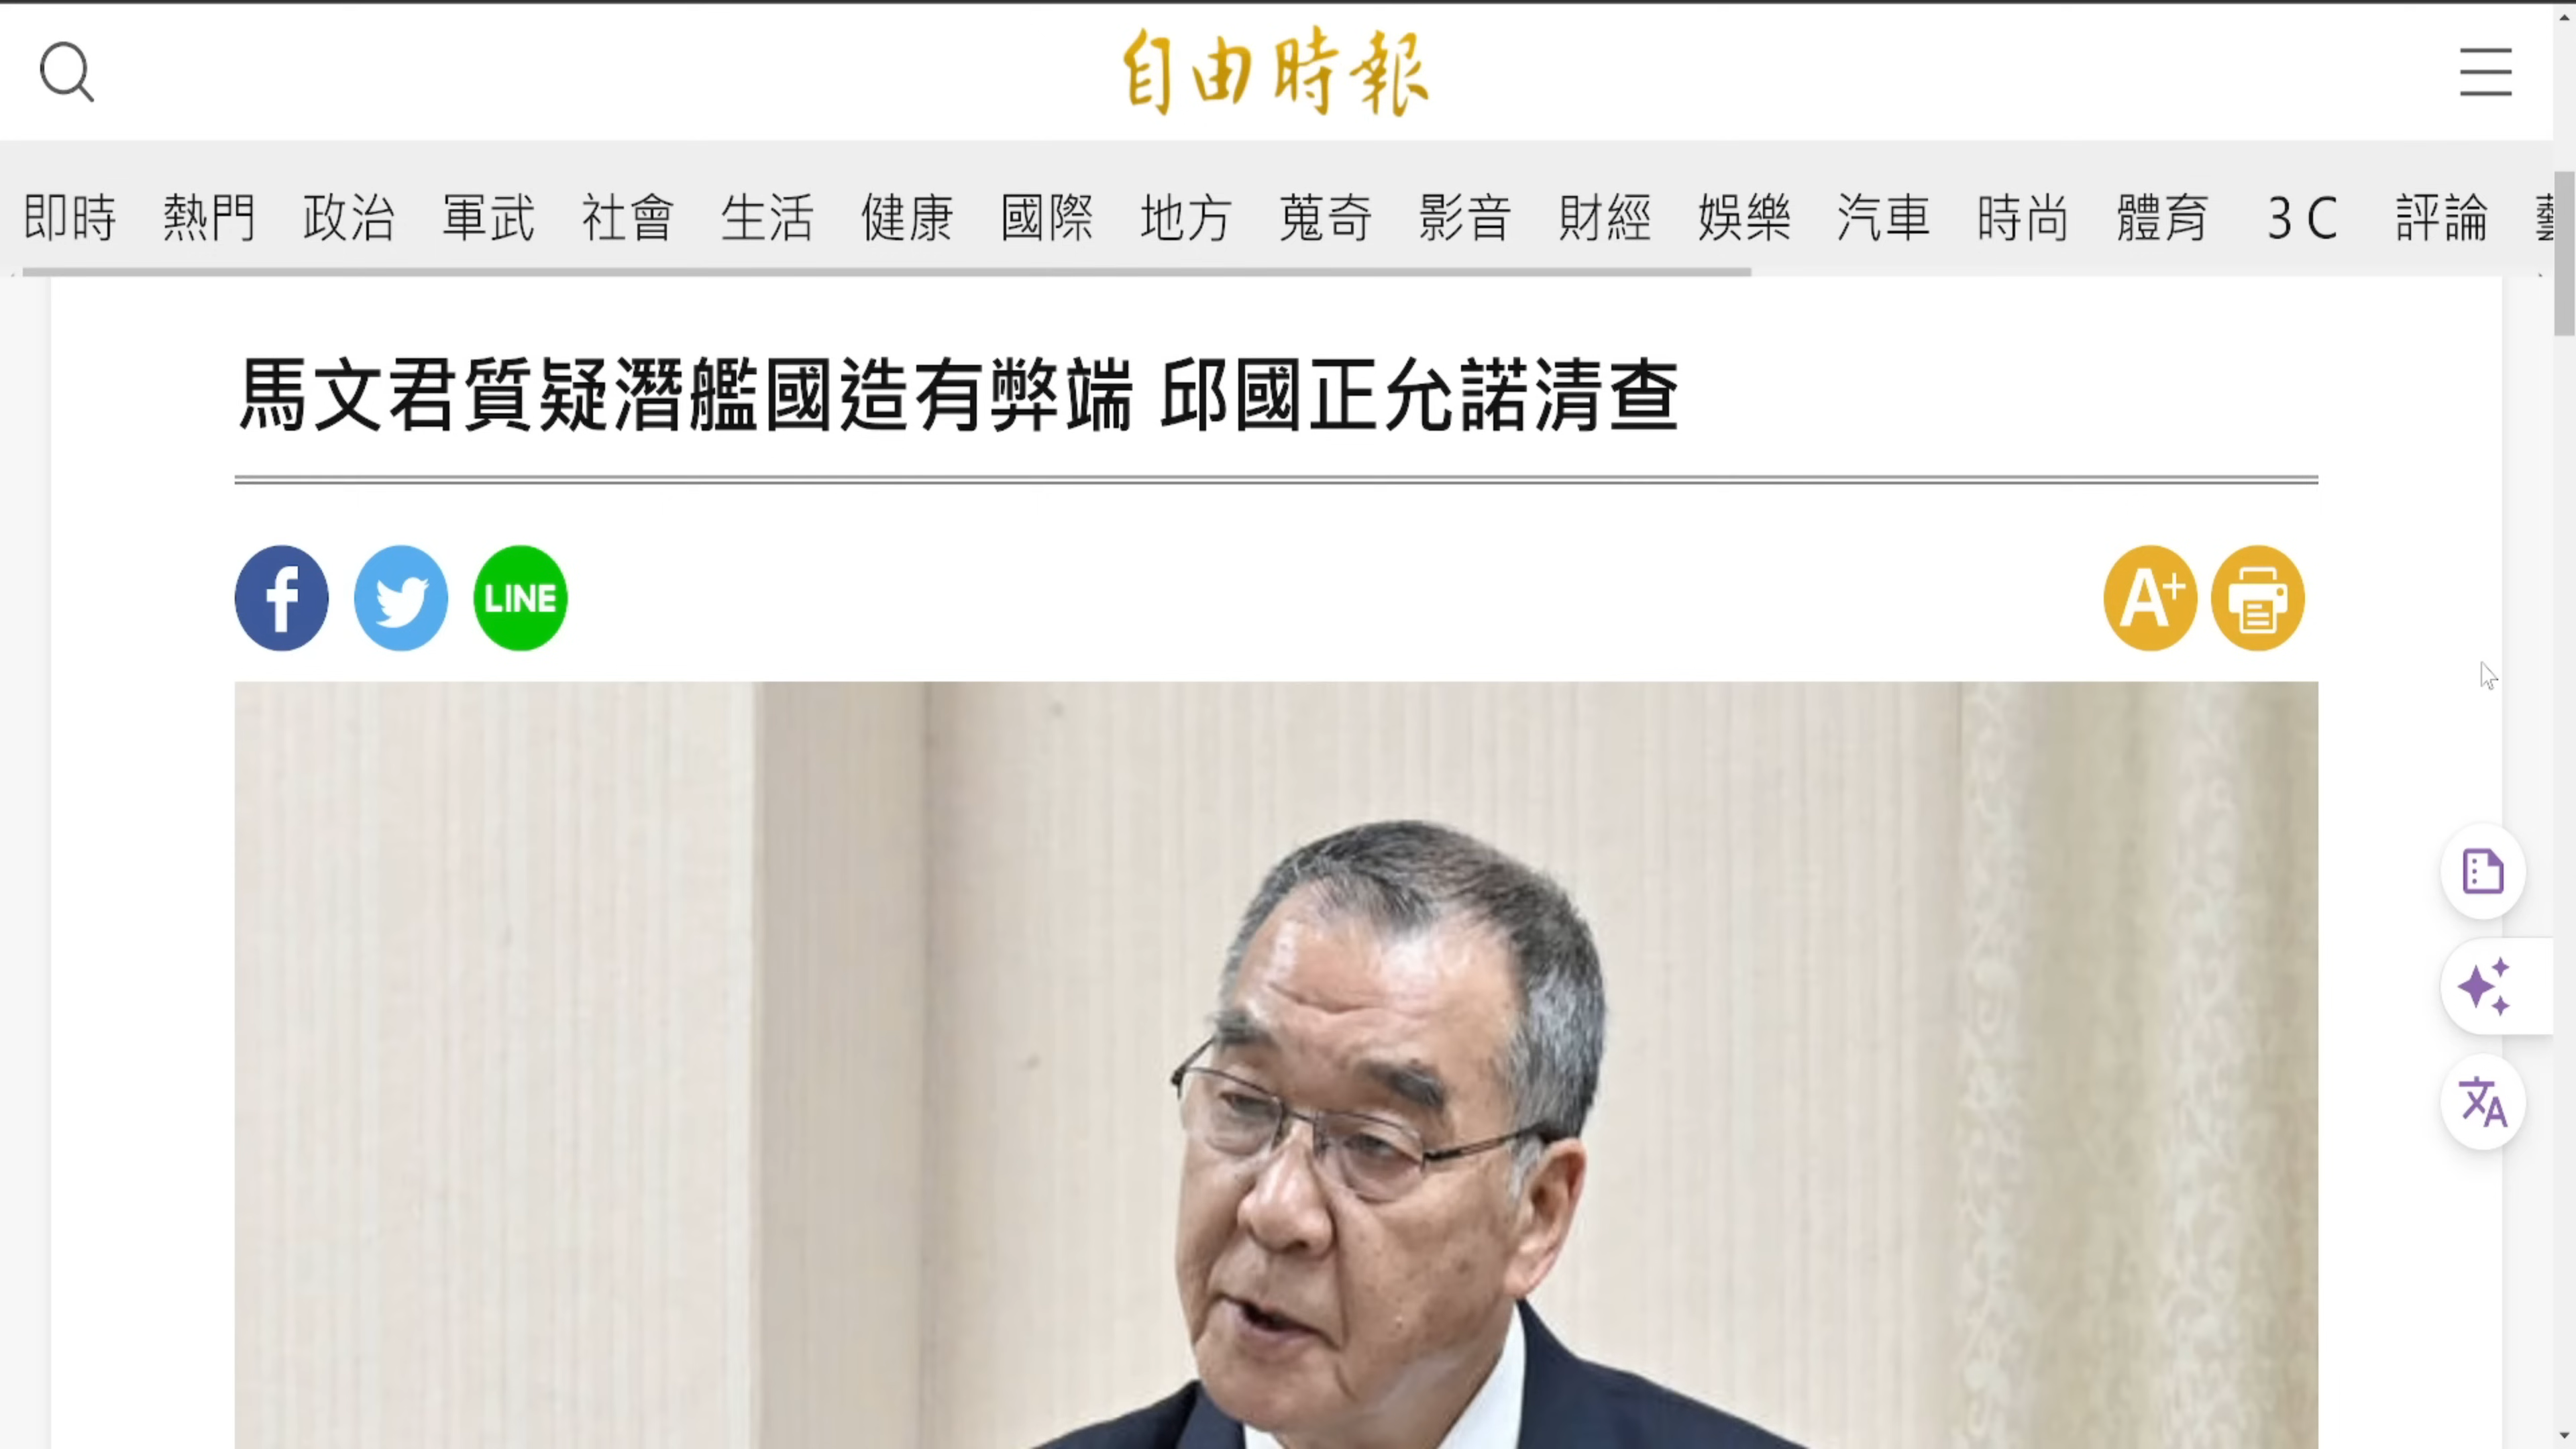 自由時報
即時 熱門 政治 軍武 社會 生活 健康 國際 地方 蒐奇 影音 財經 娛樂 汽車 時尚 體育 3C 評論
馬文君質疑潛艦國造有弊端 邱國正允諾清查
f LINE A+
文A